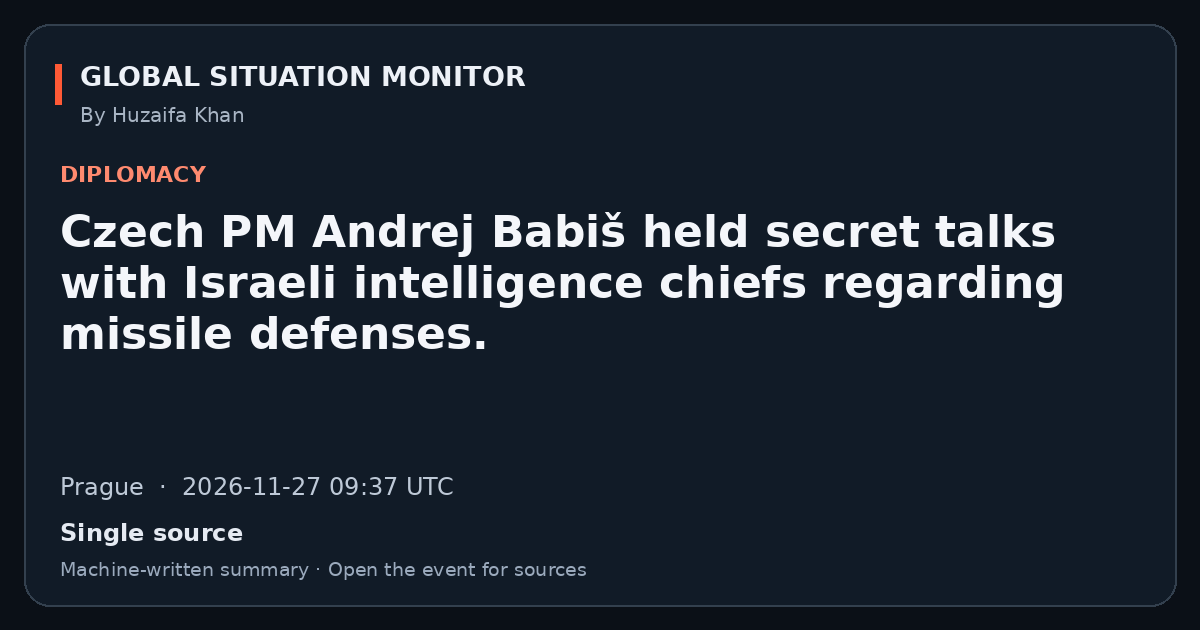 GLOBAL SITUATION MONITOR
By Huzaifa Khan
DIPLOMACY
Czech PM Andrej Babiš held secret talks
with Israeli intelligence chiefs regarding
missile defenses.
Prague · 2026-11-27 09:37 UTC
Single source
Machine-written summary · Open the event for sources